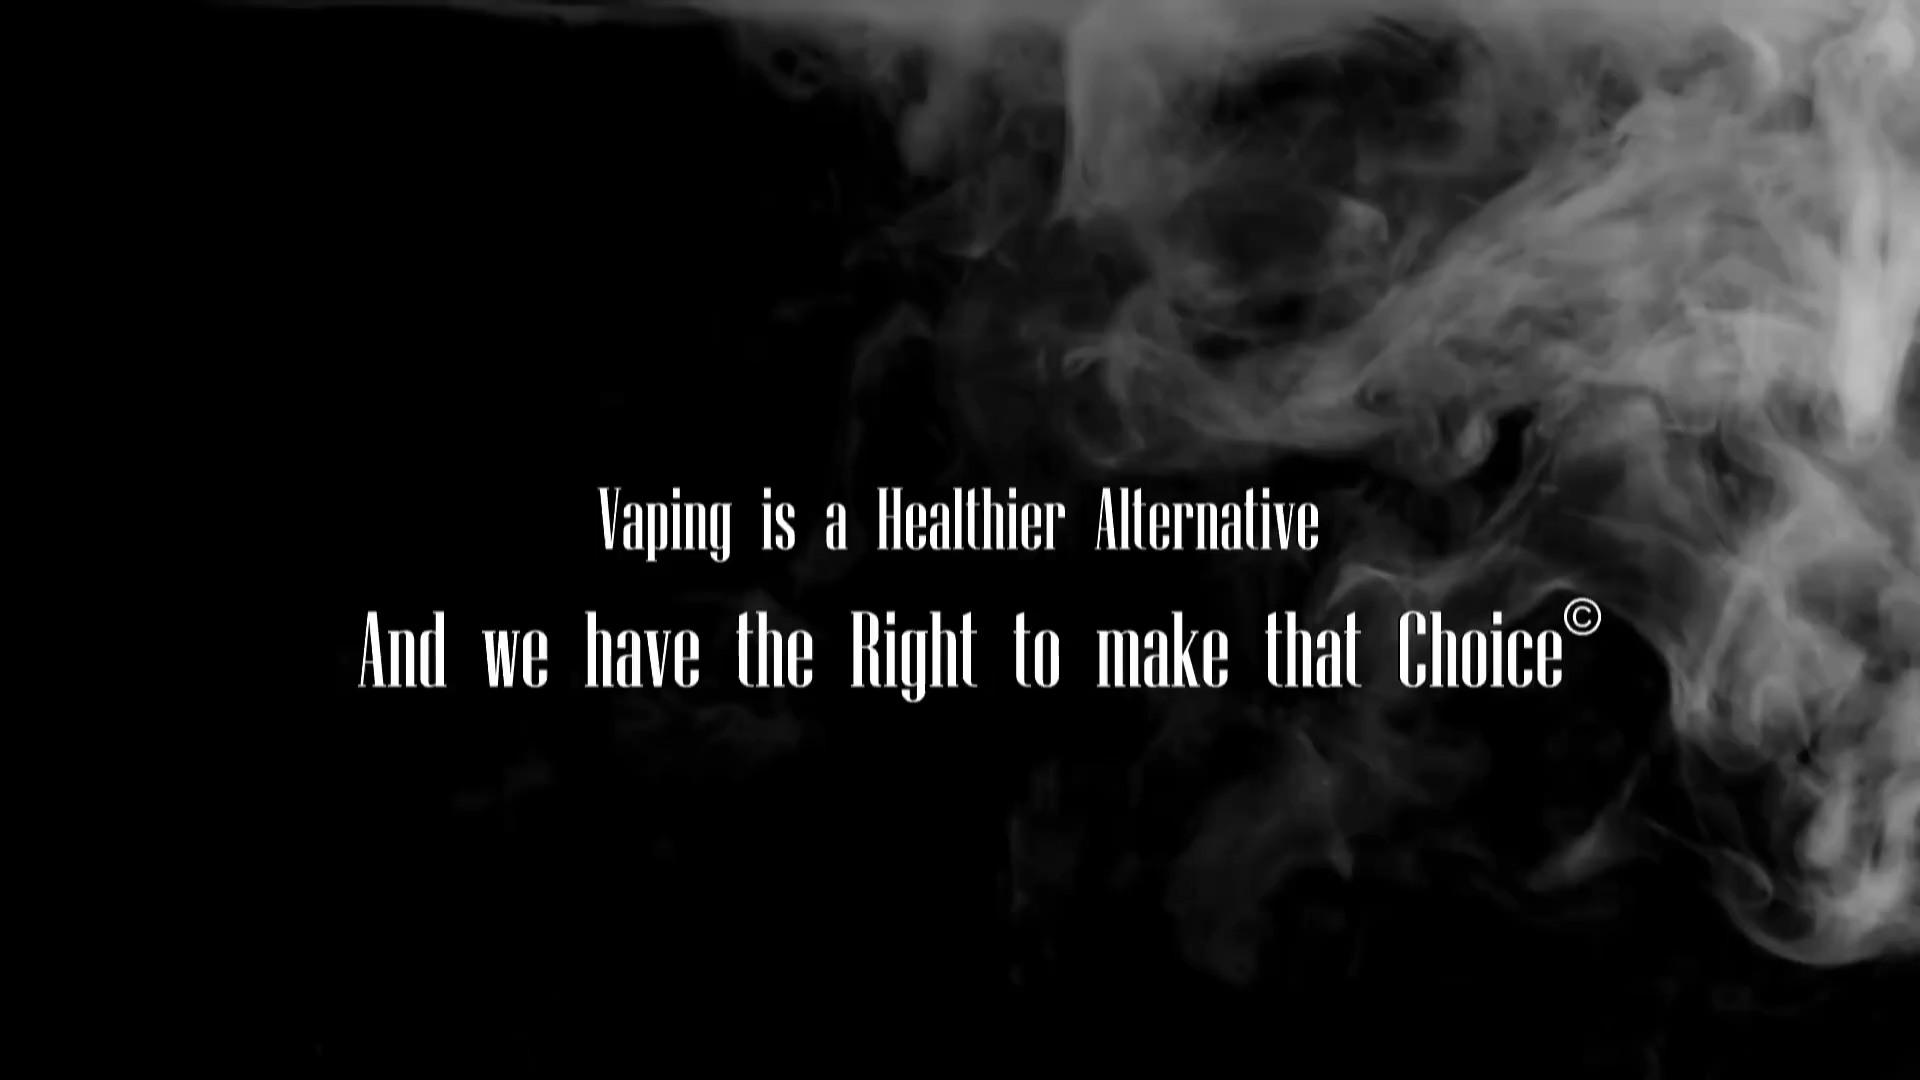 Vaping is a Healthier Alternative
And we have the Right to make that Choice©